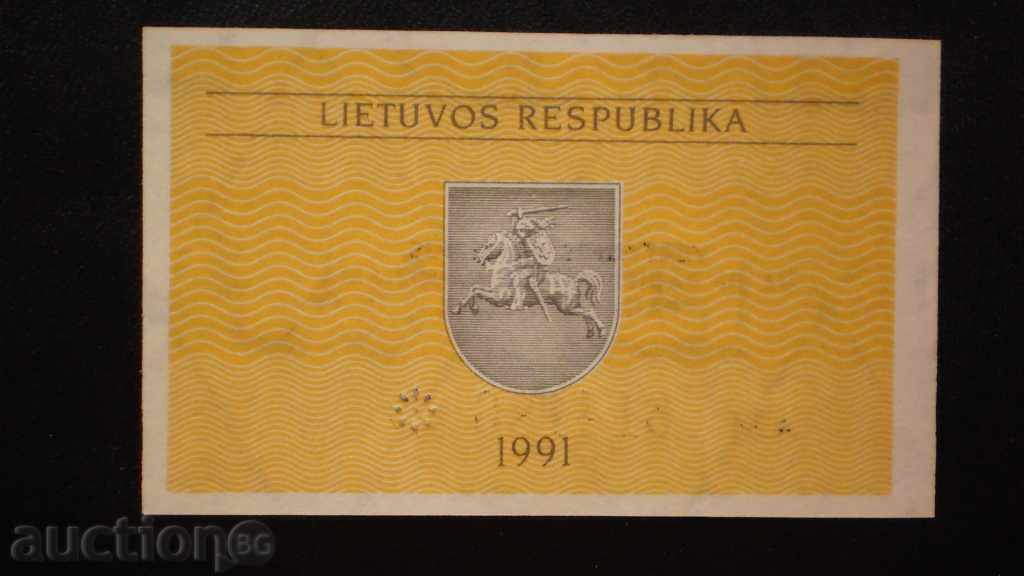 LIETUVOS RESPUBLIKA
1991
auction BG